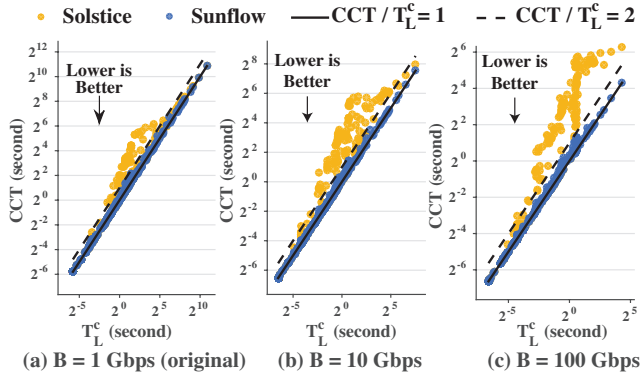 Solstice Sunflow CCT / T_L^c = 1 CCT / T_L^c = 2
2^12
2^10
2^8
2^6
2^4
2^2
2^0
2^-2
2^-4
2^-6
CCT (second)
Lower is
Better
2^-5 2^0 2^5 2^10
T_L^c (second)
(a) B = 1 Gbps (original)
2^8
2^6
2^4
2^2
2^0
2^-2
2^-4
2^-6
CCT (second)
Lower is
Better
2^-5 2^0 2^5
T_L^c (second)
(b) B = 10 Gbps
2^6
2^4
2^2
2^0
2^-2
2^-4
2^-6
CCT (second)
Lower is
Better
2^-5 2^0 2^5
T_L^c (second)
(c) B = 100 Gbps